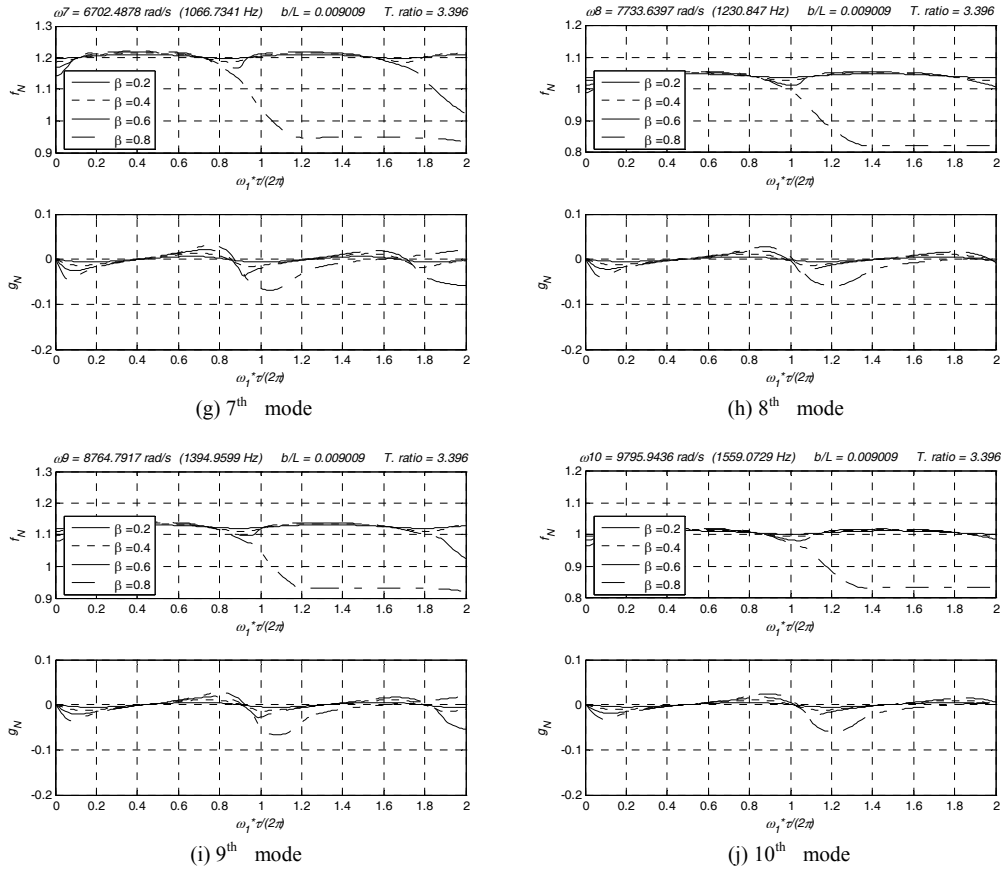 ω7 = 6702.4878 rad/s (1066.7341 Hz) b/L = 0.009009 T. ratio = 3.396
1.3
1.2
1.1
1
0.9
f_N
β =0.2
β =0.4
β =0.6
β =0.8
0 0.2 0.4 0.6 0.8 1 1.2 1.4 1.6 1.8 2
ω_1*τ/(2π)
0.1
0
-0.1
-0.2
g_N
0 0.2 0.4 0.6 0.8 1 1.2 1.4 1.6 1.8 2
ω_1*τ/(2π)
(g) 7th mode
ω8 = 7733.6397 rad/s (1230.847 Hz) b/L = 0.009009 T. ratio = 3.396
1.2
1.1
1
0.9
0.8
f_N
β =0.2
β =0.4
β =0.6
β =0.8
0 0.2 0.4 0.6 0.8 1 1.2 1.4 1.6 1.8 2
ω_1*τ/(2π)
0.1
0
-0.1
-0.2
g_N
0 0.2 0.4 0.6 0.8 1 1.2 1.4 1.6 1.8 2
ω_1*τ/(2π)
(h) 8th mode
ω9 = 8764.7917 rad/s (1394.9599 Hz) b/L = 0.009009 T. ratio = 3.396
1.3
1.2
1.1
1
0.9
f_N
β =0.2
β =0.4
β =0.6
β =0.8
0 0.2 0.4 0.6 0.8 1 1.2 1.4 1.6 1.8 2
ω_1*τ/(2π)
0.1
0
-0.1
-0.2
g_N
0 0.2 0.4 0.6 0.8 1 1.2 1.4 1.6 1.8 2
ω_1*τ/(2π)
(i) 9th mode
ω10 = 9795.9436 rad/s (1559.0729 Hz) b/L = 0.009009 T. ratio = 3.396
1.2
1.1
1
0.9
0.8
f_N
β =0.2
β =0.4
β =0.6
β =0.8
0 0.2 0.4 0.6 0.8 1 1.2 1.4 1.6 1.8 2
ω_1*τ/(2π)
0.1
0
-0.1
-0.2
g_N
0 0.2 0.4 0.6 0.8 1 1.2 1.4 1.6 1.8 2
ω_1*τ/(2π)
(j) 10th mode